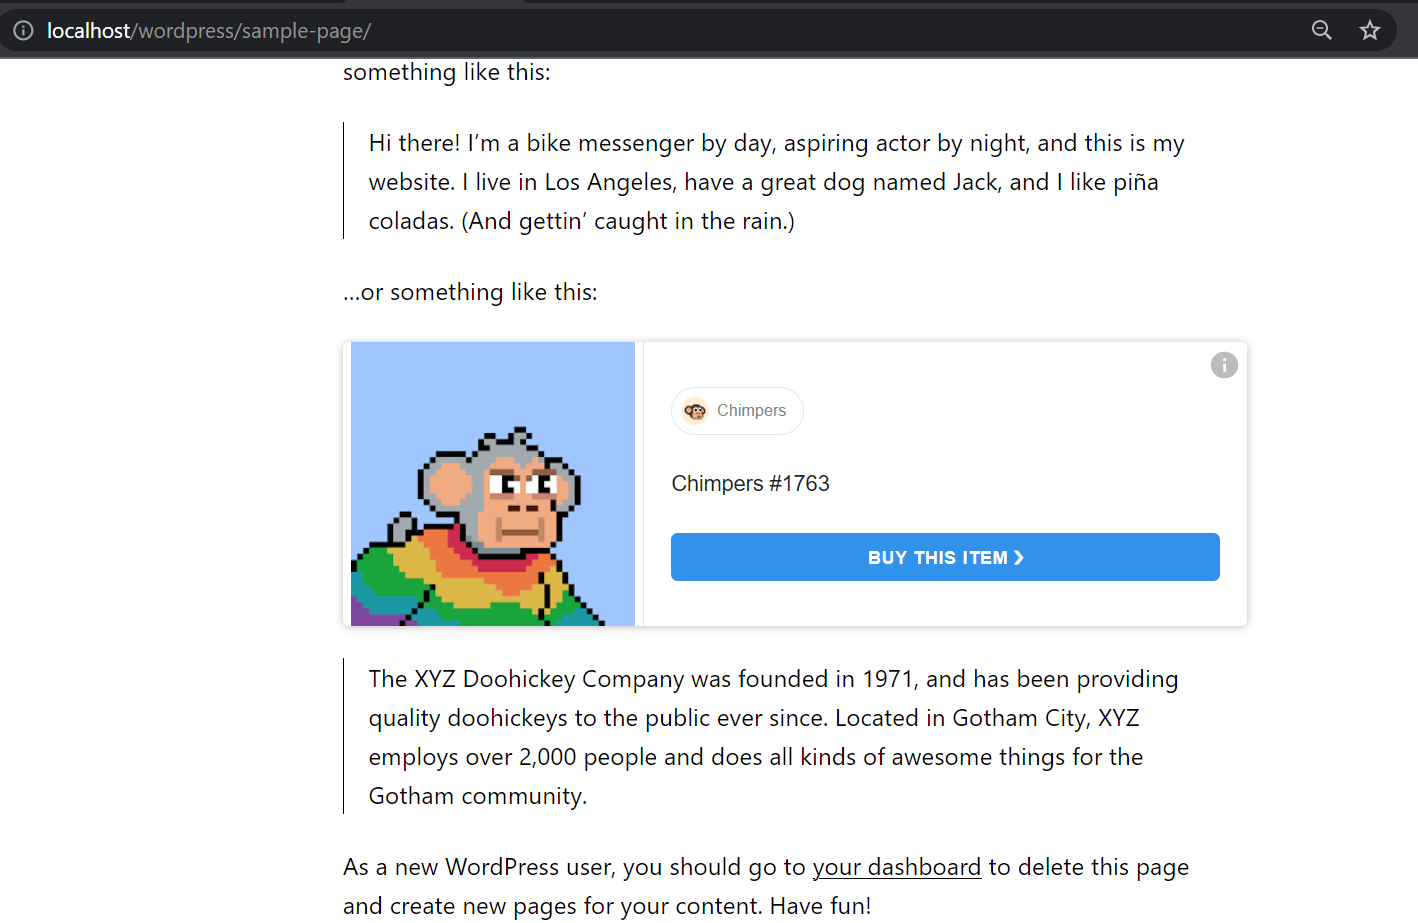 localhost/wordpress/sample-page/
something like this:
Hi there! I’m a bike messenger by day, aspiring actor by night, and this is my
website. I live in Los Angeles, have a great dog named Jack, and I like piña
coladas. (And gettin’ caught in the rain.)
…or something like this:
Chimpers
Chimpers #1763
BUY THIS ITEM ❯
The XYZ Doohickey Company was founded in 1971, and has been providing
quality doohickeys to the public ever since. Located in Gotham City, XYZ
employs over 2,000 people and does all kinds of awesome things for the
Gotham community.
As a new WordPress user, you should go to your dashboard to delete this page
and create new pages for your content. Have fun!